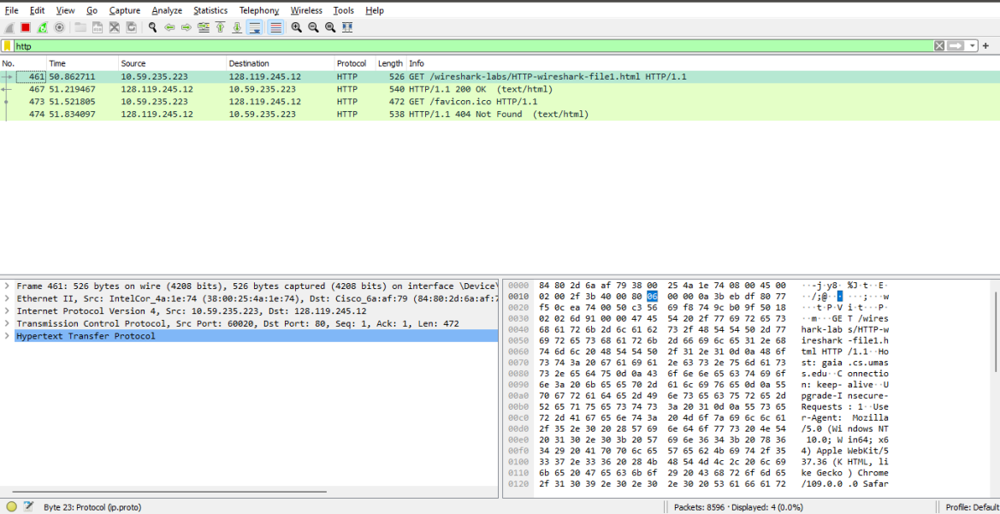 File Edit View Go Capture Analyze Statistics Telephony Wireless Tools Help
http
No. Time Source Destination Protocol Length Info
461 50.862711 10.59.235.223 128.119.245.12 HTTP 526 GET /wireshark-labs/HTTP-wireshark-file1.html HTTP/1.1
467 51.219467 128.119.245.12 10.59.235.223 HTTP 540 HTTP/1.1 200 OK (text/html)
473 51.521805 10.59.235.223 128.119.245.12 HTTP 472 GET /favicon.ico HTTP/1.1
474 51.834097 128.119.245.12 10.59.235.223 HTTP 538 HTTP/1.1 404 Not Found (text/html)
Frame 461: 526 bytes on wire (4208 bits), 526 bytes captured (4208 bits) on interface \Device\
Ethernet II, Src: IntelCor_4a:1e:74 (38:00:25:4a:1e:74), Dst: Cisco_6a:af:79 (84:80:2d:6a:af:7
Internet Protocol Version 4, Src: 10.59.235.223, Dst: 128.119.245.12
Transmission Control Protocol, Src Port: 60020, Dst Port: 80, Seq: 1, Ack: 1, Len: 472
Hypertext Transfer Protocol
0000 84 80 2d 6a af 79 38 00 25 4a 1e 74 08 00 45 00 ··-j·y8· %J·t··E·
0010 02 00 2f 3b 40 00 80 06 00 00 0a 3b eb df 80 77 ··/;@··· ···;···w
0020 f5 0c ea 74 00 50 c3 56 69 f8 74 9c b0 9f 50 18 ···t·P·V i·t···P·
0030 02 02 6d 91 00 00 47 45 54 20 2f 77 69 72 65 73 ··m···GE T /wires
0040 68 61 72 6b 2d 6c 61 62 73 2f 48 54 54 50 2d 77 hark-lab s/HTTP-w
0050 69 72 65 73 68 61 72 6b 2d 66 69 6c 65 31 2e 68 ireshark -file1.h
0060 74 6d 6c 20 48 54 54 50 2f 31 2e 31 0d 0a 48 6f tml HTTP /1.1··Ho
0070 73 74 3a 20 67 61 69 61 2e 63 73 2e 75 6d 61 73 st: gaia .cs.umas
0080 73 2e 65 64 75 0d 0a 43 6f 6e 6e 65 63 74 69 6f s.edu··C onnectio
0090 6e 3a 20 6b 65 65 70 2d 61 6c 69 76 65 0d 0a 55 n: keep- alive··U
00a0 70 67 72 61 64 65 2d 49 6e 73 65 63 75 72 65 2d pgrade-I nsecure-
00b0 52 65 71 75 65 73 74 73 3a 20 31 0d 0a 55 73 65 Requests : 1··Use
00c0 72 2d 41 67 65 6e 74 3a 20 4d 6f 7a 69 6c 6c 61 r-Agent: Mozilla
00d0 2f 35 2e 30 20 28 57 69 6e 64 6f 77 73 20 4e 54 /5.0 (Wi ndows NT
00e0 20 31 30 2e 30 3b 20 57 69 6e 36 34 3b 20 78 36 10.0; W in64; x6
00f0 34 29 20 41 70 70 6c 65 57 65 62 4b 69 74 2f 35 4) Apple WebKit/5
0100 33 37 2e 33 36 20 28 4b 48 54 4d 4c 2c 20 6c 69 37.36 (K HTML, li
0110 6b 65 20 47 65 63 6b 6f 29 20 43 68 72 6f 6d 65 ke Gecko ) Chrome
0120 2f 31 30 39 2e 30 2e 30 2e 30 20 53 61 66 61 72 /109.0.0 .0 Safar
Byte 23: Protocol (ip.proto) Packets: 8596 · Displayed: 4 (0.0%) Profile: Default